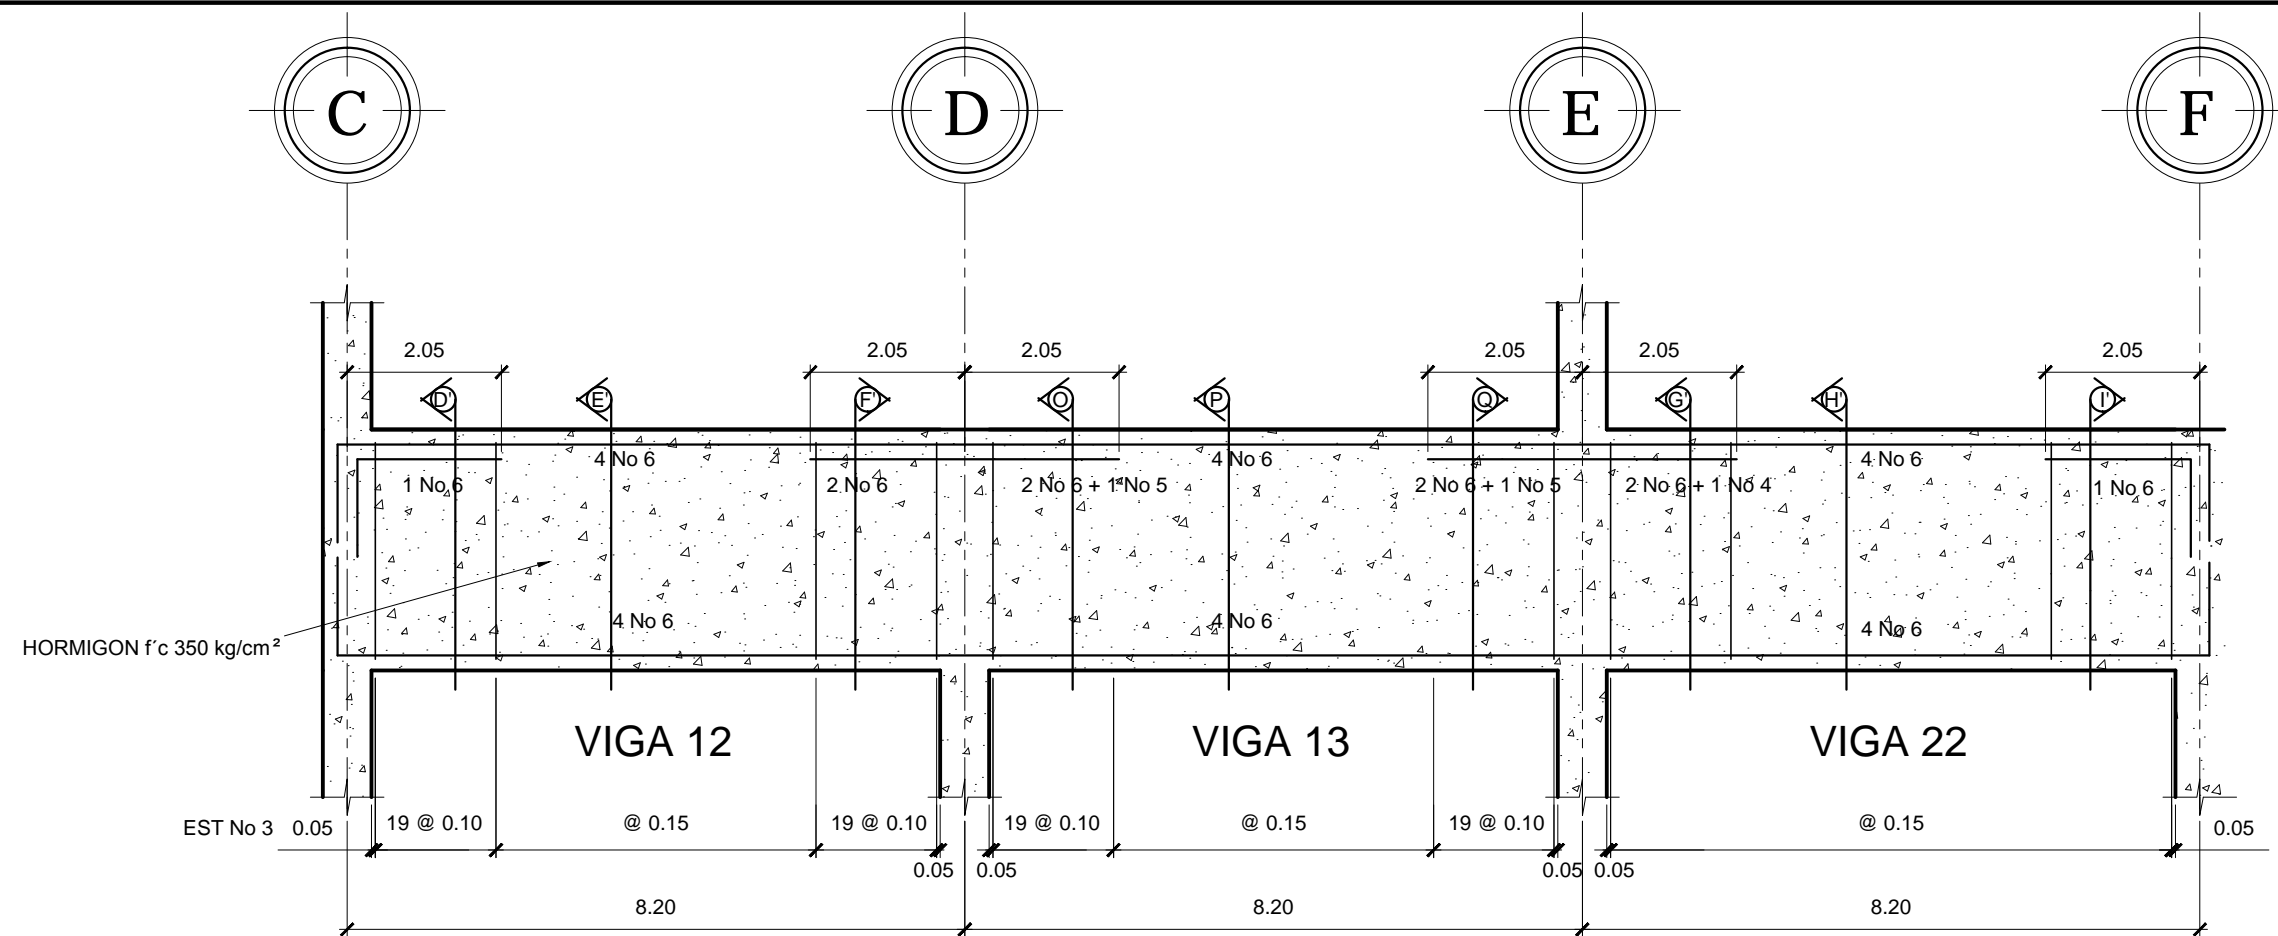 C D E F
2.05 2.05 2.05 2.05 2.05 2.05
D' E' F' O P Q G' H' I'
4 No 6 4 No 6 4 No 6
1 No 6 2 No 6 2 No 6 + 1 No 5 2 No 6 + 1 No 5 2 No 6 + 1 No 4 1 No 6
4 No 6 4 No 6 4 No 6
HORMIGON f´c 350 kg/cm²
VIGA 12 VIGA 13 VIGA 22
EST No 3 0.05 19 @ 0.10 @ 0.15 19 @ 0.10 19 @ 0.10 @ 0.15 19 @ 0.10 @ 0.15 0.05
0.05 0.05 0.05 0.05
8.20 8.20 8.20